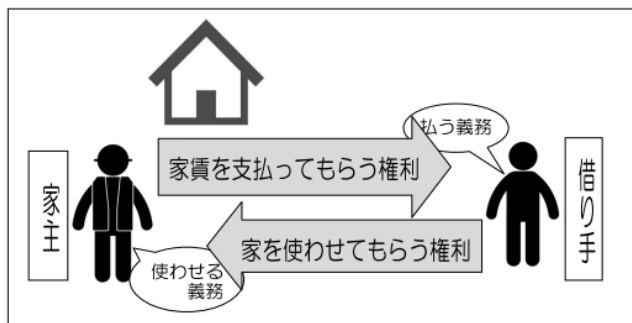 払う義務
家賃を支払ってもらう権利
家主
借り手
家を使わせてもらう権利
使わせる
義務